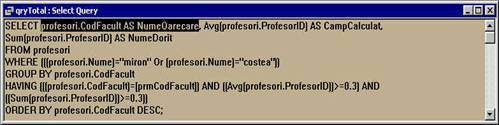 qryTotal : Select Query
SELECT profesori.CodFacult AS NumeOarecare, Avg(profesori.ProfesorID) AS CampCalculat,
Sum(profesori.ProfesorID) AS NumeDorit
FROM profesori
WHERE (((profesori.Nume)="miron" Or (profesori.Nume)="costea"))
GROUP BY profesori.CodFacult
HAVING (((profesori.CodFacult)=[prmCodFacult]) AND ((Avg(profesori.ProfesorID))>=0.3) AND
((Sum(profesori.ProfesorID))>=0.3))
ORDER BY profesori.CodFacult DESC;